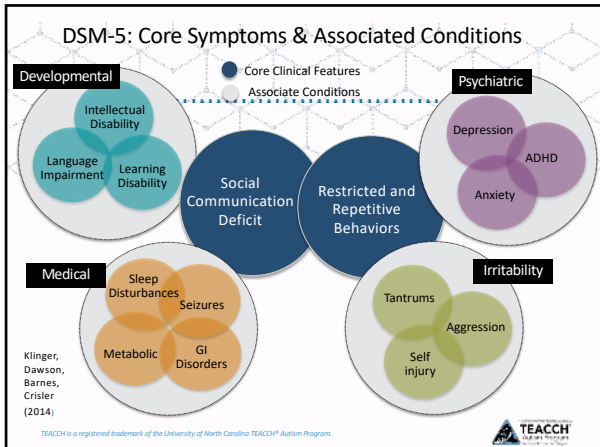 DSM-5: Core Symptoms & Associated Conditions
Core Clinical Features
Associate Conditions
Developmental
Intellectual
Disability
Language
Impairment
Learning
Disability
Psychiatric
Depression
ADHD
Anxiety
Social
Communication
Deficit
Restricted and
Repetitive
Behaviors
Medical
Sleep
Disturbances
Seizures
Metabolic
GI
Disorders
Irritability
Tantrums
Aggression
Self
injury
Klinger,
Dawson,
Barnes,
Crisler
(2014)
TEACCH is a registered trademark of the University of North Carolina TEACCH® Autism Program.
TEACCH
Autism Program